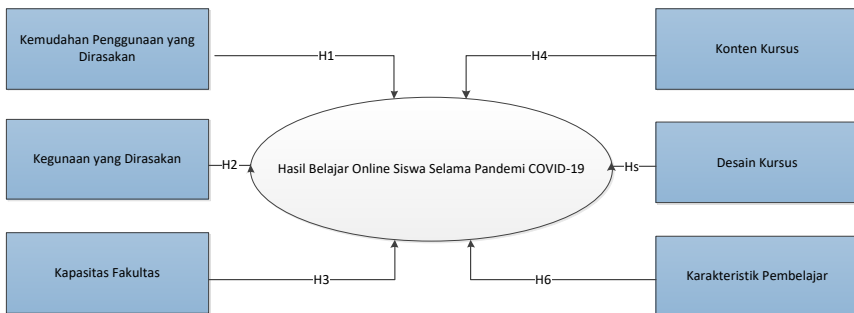 Kemudahan Penggunaan yang
Dirasakan
H1
H4
Konten Kursus
Kegunaan yang Dirasakan
H2
Hasil Belajar Online Siswa Selama Pandemi COVID-19
Hs
Desain Kursus
Kapasitas Fakultas
H3
H6
Karakteristik Pembelajar